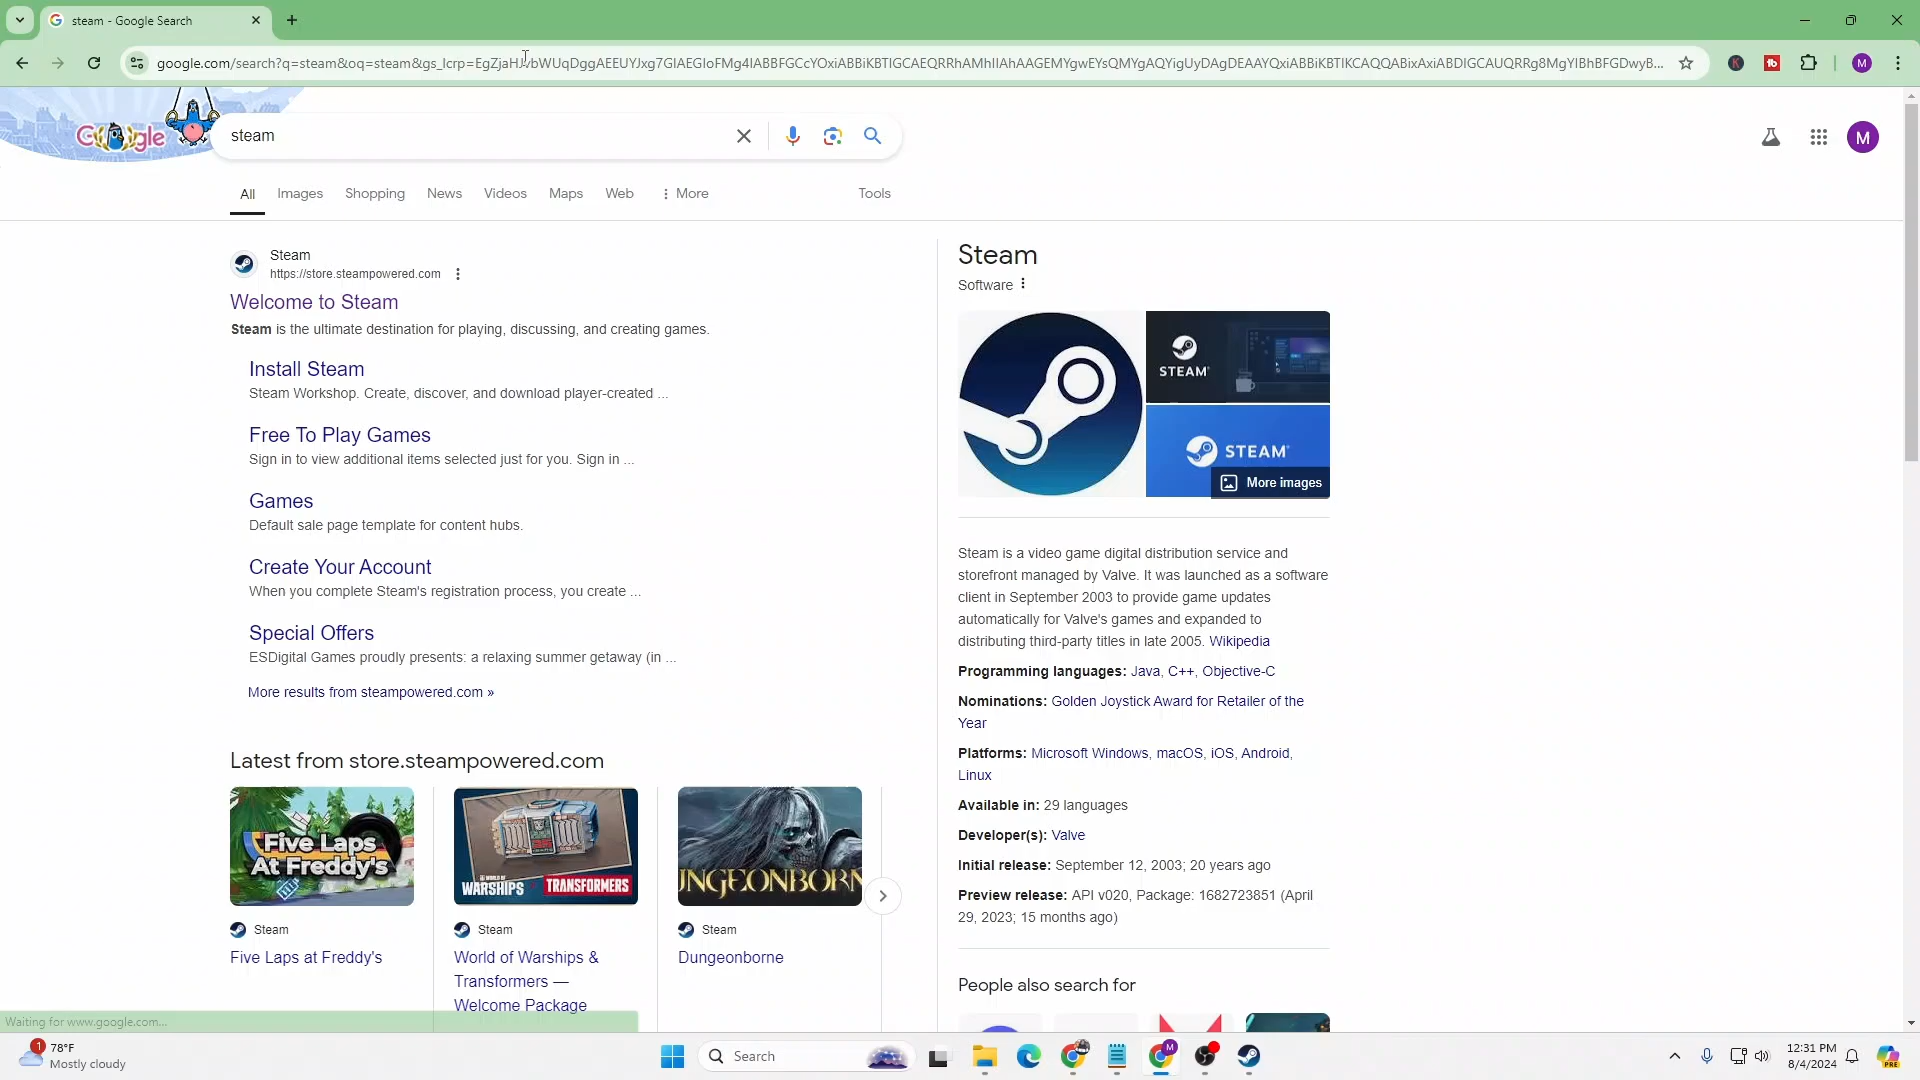 steam - Google Search
google.com/search?q=steam&oq=steam&gs_lcrp=
Google
steam
All Images Shopping News Videos Maps Web More Tools
M
Steam
https://store.steampowered.com
Welcome to Steam
Steam is the ultimate destination for playing, discussing, and creating games.
Install Steam
Steam Workshop. Create, discover, and download player-created ...
Free To Play Games
Sign in to view additional items selected just for you. Sign in ...
Games
Default sale page template for content hubs.
Create Your Account
When you complete Steam's registration process, you create ...
Special Offers
ESDigital Games proudly presents: a relaxing summer getaway (in ...
More results from steampowered.com »
Latest from store.steampowered.com
Five Laps
At Freddy's
WORLD OF
WARSHIPS
TRANSFORMERS
Steam
Five Laps at Freddy's
Steam
World of Warships &
Transformers —
Welcome Package
Steam
Dungeonborne
Steam
Software
STEAM
STEAM
More images
Steam is a video game digital distribution service and
storefront managed by Valve. It was launched as a software
client in September 2003 to provide game updates
automatically for Valve's games and expanded to
distributing third-party titles in late 2005. Wikipedia
Programming languages: Java, C++, Objective-C
Nominations: Golden Joystick Award for Retailer of the
Year
Platforms: Microsoft Windows, macOS, iOS, Android,
Linux
Available in: 29 languages
Developer(s): Valve
Initial release: September 12, 2003; 20 years ago
Preview release: API v020, Package: 1682723851 (April
29, 2023; 15 months ago)
People also search for
Waiting for www.google.com...
1
78°F
Mostly cloudy
Search
12:31 PM
8/4/2024
PRE